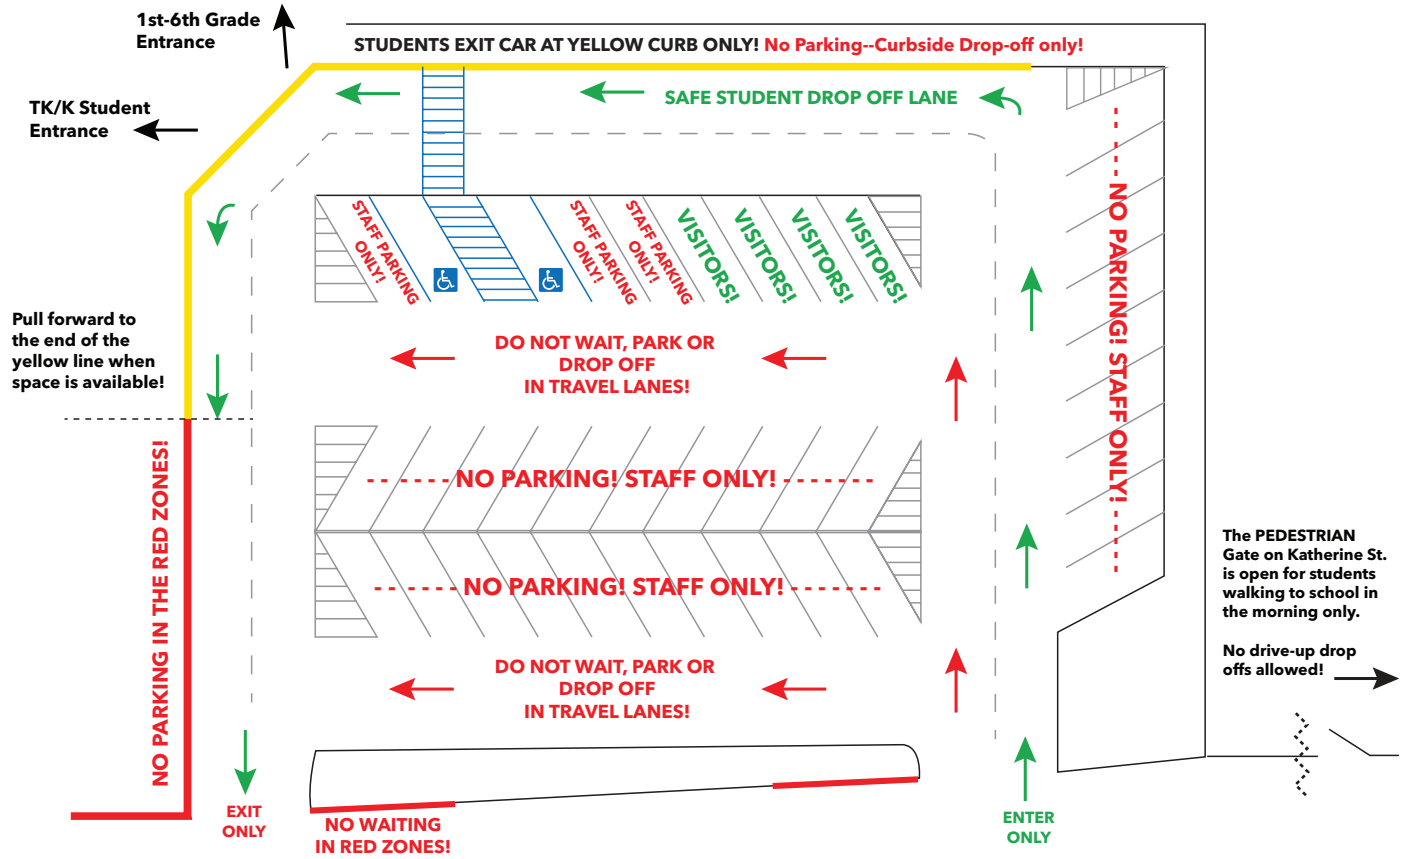 1st-6th Grade
Entrance
STUDENTS EXIT CAR AT YELLOW CURB ONLY! No Parking--Curbside Drop-off only!
TK/K Student
Entrance
SAFE STUDENT DROP OFF LANE
STAFF PARKING
ONLY!
STAFF PARKING
ONLY!
STAFF PARKING
ONLY!
VISITORS!
VISITORS!
VISITORS!
VISITORS!
NO PARKING! STAFF ONLY!
Pull forward to
the end of the
yellow line when
space is available!
DO NOT WAIT, PARK OR
DROP OFF
IN TRAVEL LANES!
NO PARKING IN THE RED ZONES!
NO PARKING! STAFF ONLY!
NO PARKING! STAFF ONLY!
The PEDESTRIAN
Gate on Katherine St.
is open for students
walking to school in
the morning only.
No drive-up drop
offs allowed!
DO NOT WAIT, PARK OR
DROP OFF
IN TRAVEL LANES!
EXIT
ONLY
NO WAITING
IN RED ZONES!
ENTER
ONLY